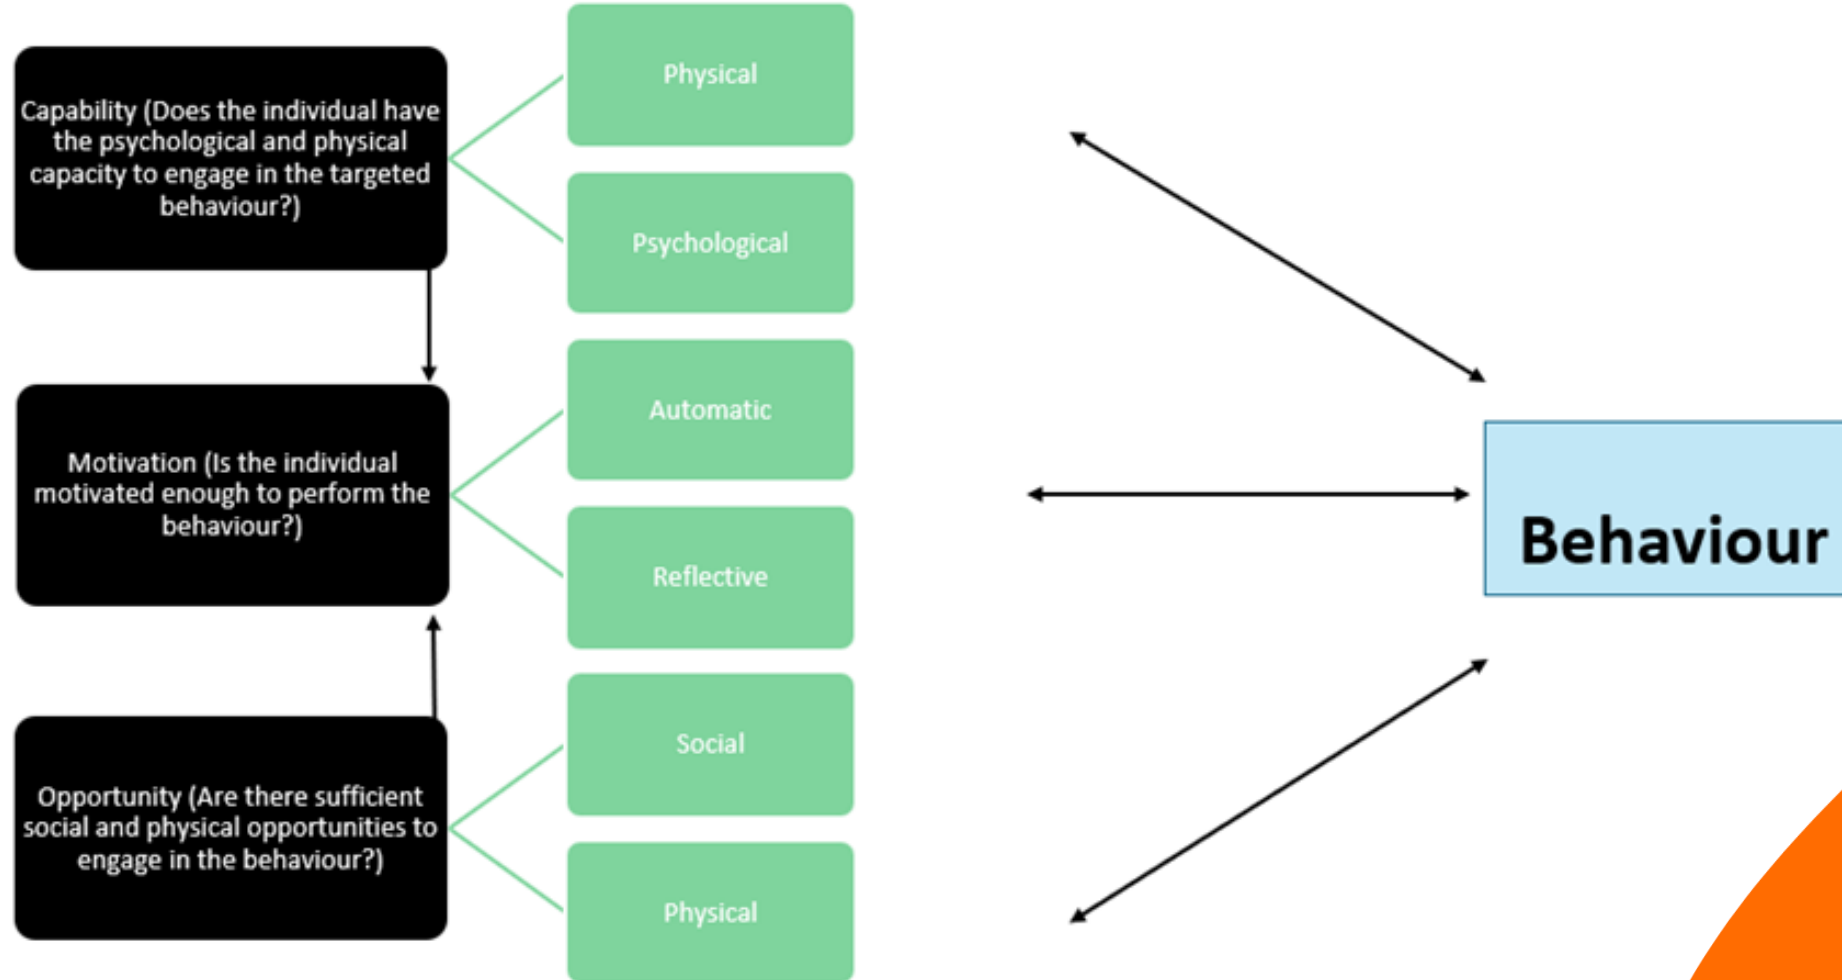 Capability (Does the individual have
the psychological and physical
capacity to engage in the targeted
behaviour?)
Physical
Psychological
Motivation (Is the individual
motivated enough to perform the
behaviour?)
Automatic
Reflective
Opportunity (Are there sufficient
social and physical opportunities to
engage in the behaviour?)
Social
Physical
Behaviour